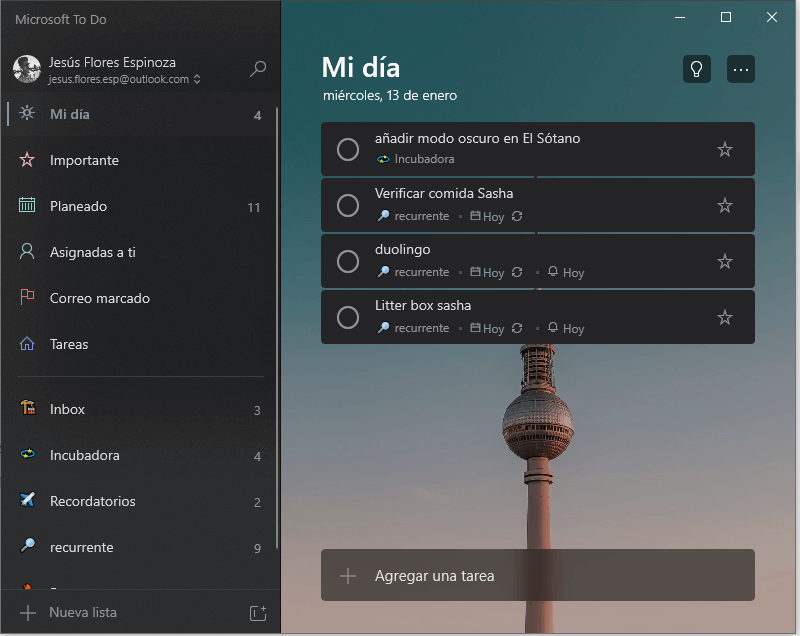 Microsoft To Do
Jesús Flores Espinoza
jesus.flores.esp@outlook.com
Mi día 4
Importante
Planeado 11
Asignadas a ti
Correo marcado
Tareas
Inbox 3
Incubadora 4
Recordatorios 2
recurrente 9
Nueva lista
Mi día
miércoles, 13 de enero
añadir modo oscuro en El Sótano
Incubadora
Verificar comida Sasha
recurrente • Hoy
duolingo
recurrente • Hoy • Hoy
Litter box sasha
recurrente • Hoy • Hoy
Agregar una tarea